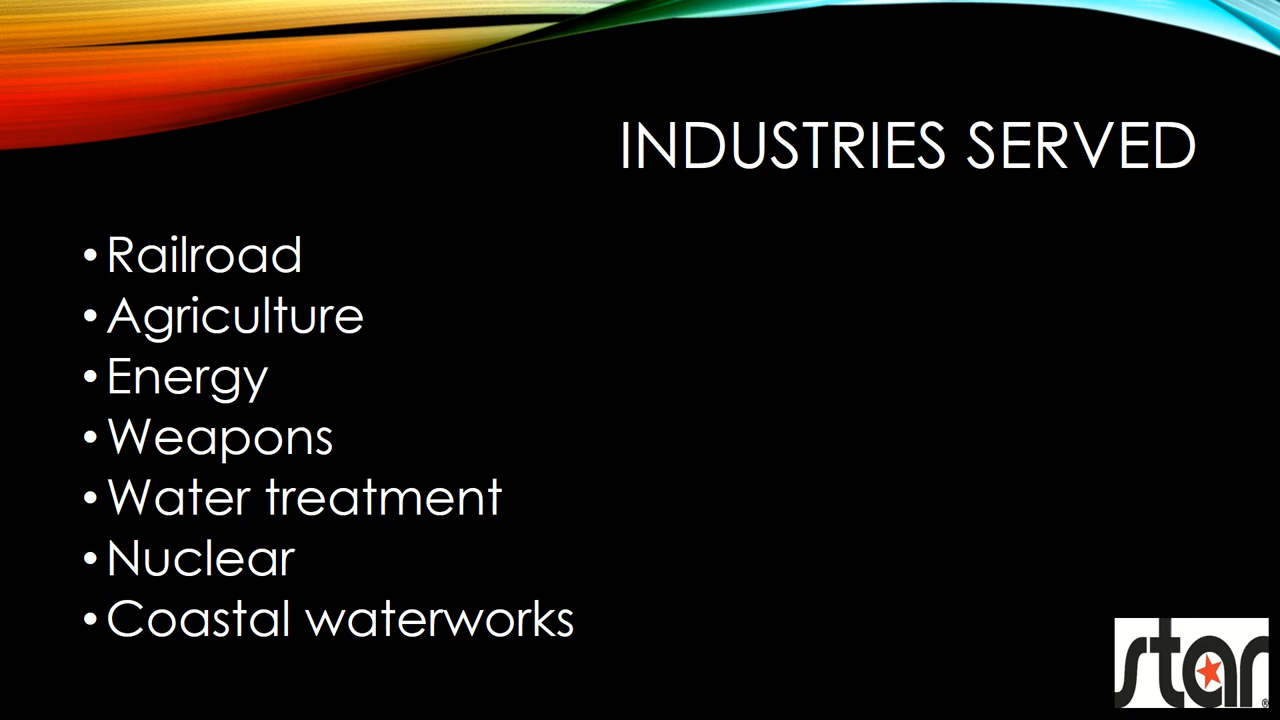 INDUSTRIES SERVED
• Railroad
• Agriculture
• Energy
• Weapons
• Water treatment
• Nuclear
• Coastal waterworks
star®